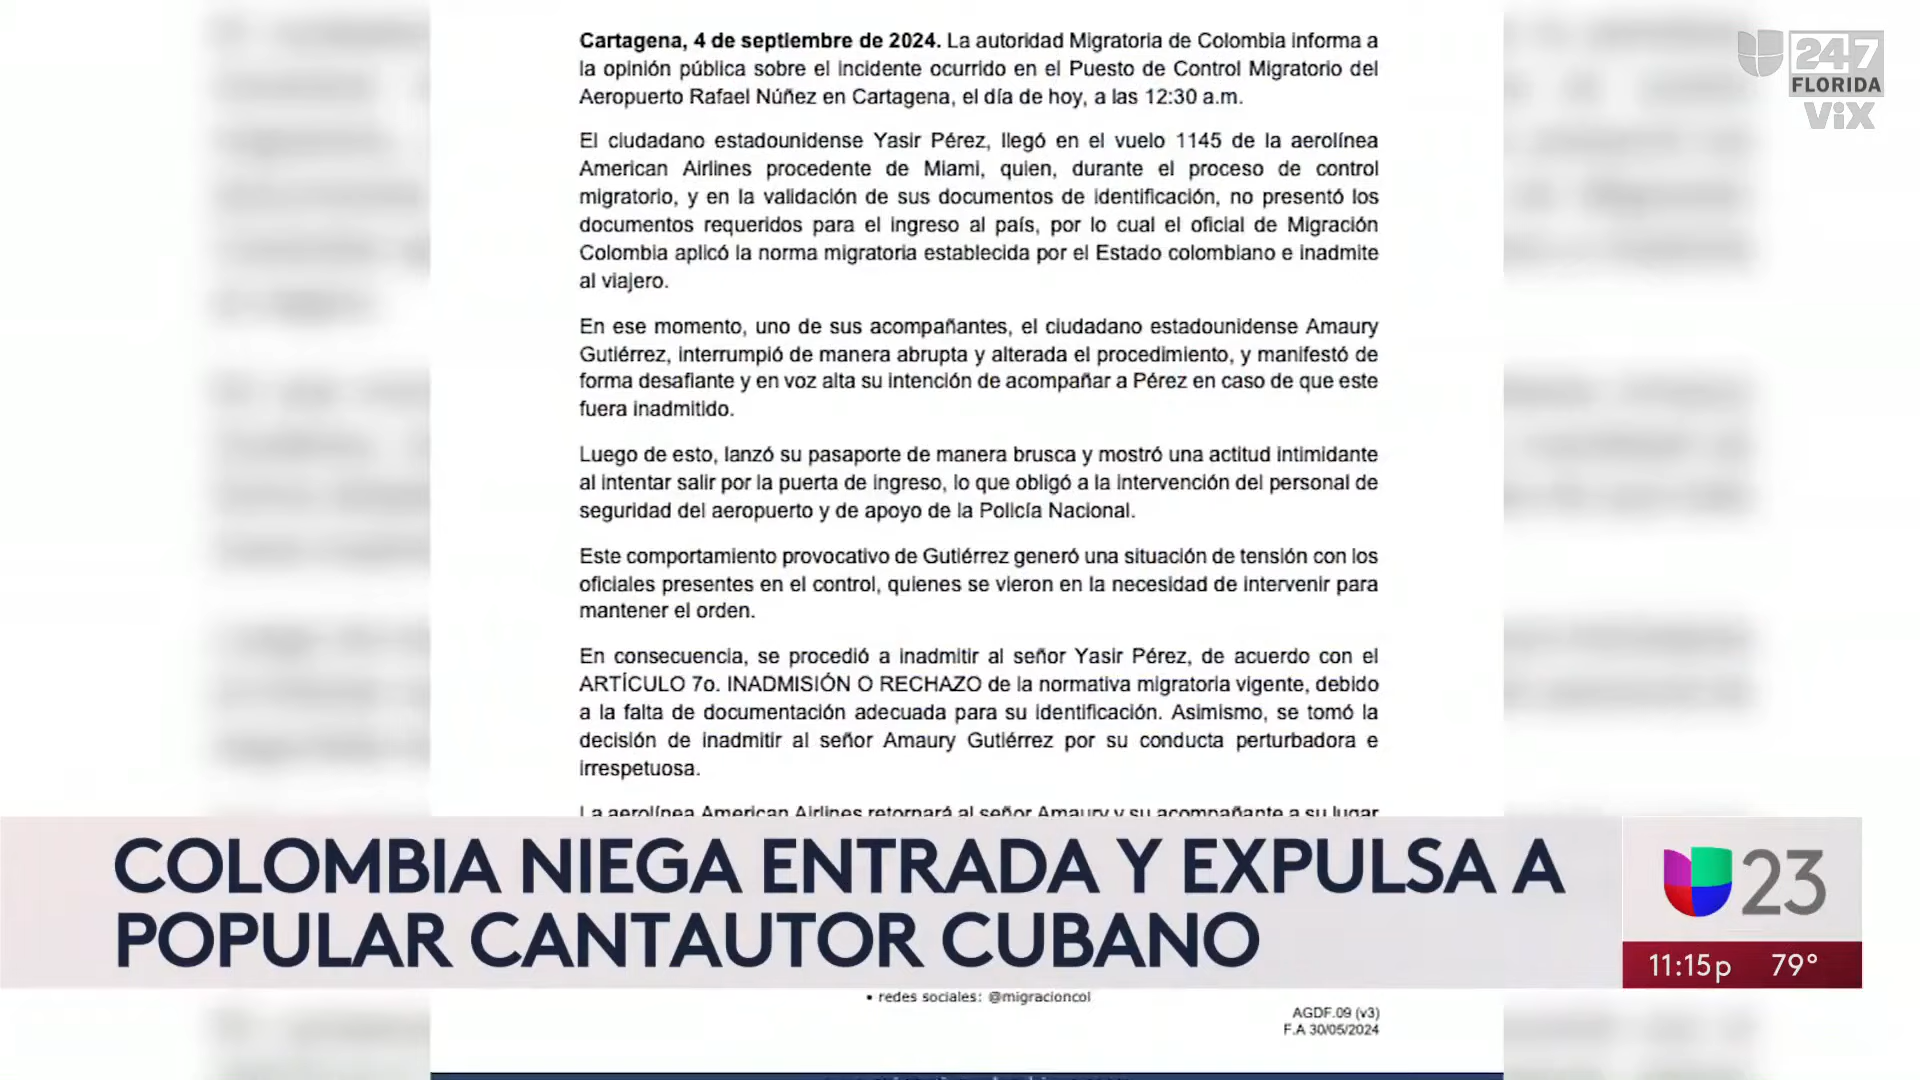 Cartagena, 4 de septiembre de 2024. La autoridad Migratoria de Colombia informa a
la opinión pública sobre el incidente ocurrido en el Puesto de Control Migratorio del
Aeropuerto Rafael Núñez en Cartagena, el día de hoy, a las 12:30 a.m.
El ciudadano estadounidense Yasir Pérez, llegó en el vuelo 1145 de la aerolínea
American Airlines procedente de Miami, quien, durante el proceso de control
migratorio, y en la validación de sus documentos de identificación, no presentó los
documentos requeridos para el ingreso al país, por lo cual el oficial de Migración
Colombia aplicó la norma migratoria establecida por el Estado colombiano e inadmite
al viajero.
En ese momento, uno de sus acompañantes, el ciudadano estadounidense Amaury
Gutiérrez, interrumpió de manera abrupta y alterada el procedimiento, y manifestó de
forma desafiante y en voz alta su intención de acompañar a Pérez en caso de que este
fuera inadmitido.
Luego de esto, lanzó su pasaporte de manera brusca y mostró una actitud intimidante
al intentar salir por la puerta de ingreso, lo que obligó a la intervención del personal de
seguridad del aeropuerto y de apoyo de la Policía Nacional.
Este comportamiento provocativo de Gutiérrez generó una situación de tensión con los
oficiales presentes en el control, quienes se vieron en la necesidad de intervenir para
mantener el orden.
En consecuencia, se procedió a inadmitir al señor Yasir Pérez, de acuerdo con el
ARTÍCULO 7o. INADMISIÓN O RECHAZO de la normativa migratoria vigente, debido
a la falta de documentación adecuada para su identificación. Asimismo, se tomó la
decisión de inadmitir al señor Amaury Gutiérrez por su conducta perturbadora e
irrespetuosa.
La aerolínea American Airlines retornará al señor Amaury y su acompañante a su lugar
24-7
FLORIDA
ViX
COLOMBIA NIEGA ENTRADA Y EXPULSA A
POPULAR CANTAUTOR CUBANO
23
11:15p 79°
• redes sociales: @migracioncol
AGDF.09 (v3)
F.A 30/05/2024